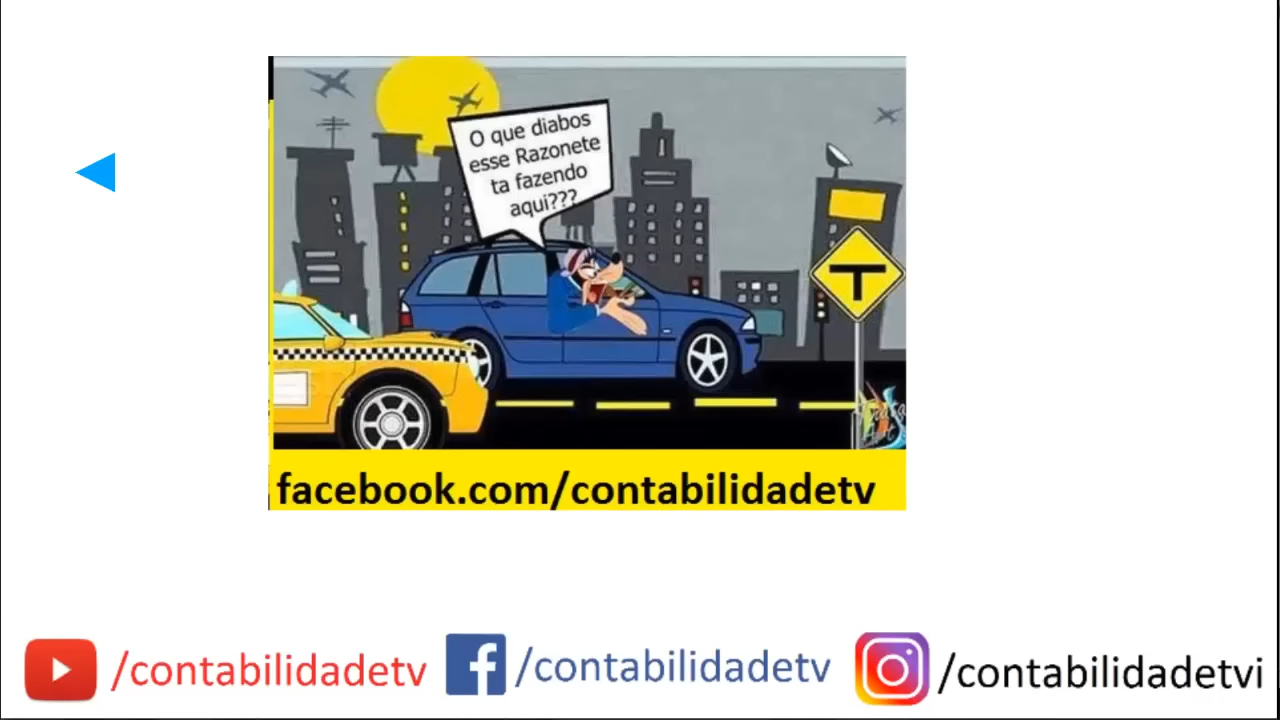 O que diabos
esse Razonete
ta fazendo
aqui???
facebook.com/contabilidadetv
/contabilidadetv
/contabilidadetv
/contabilidadetvi